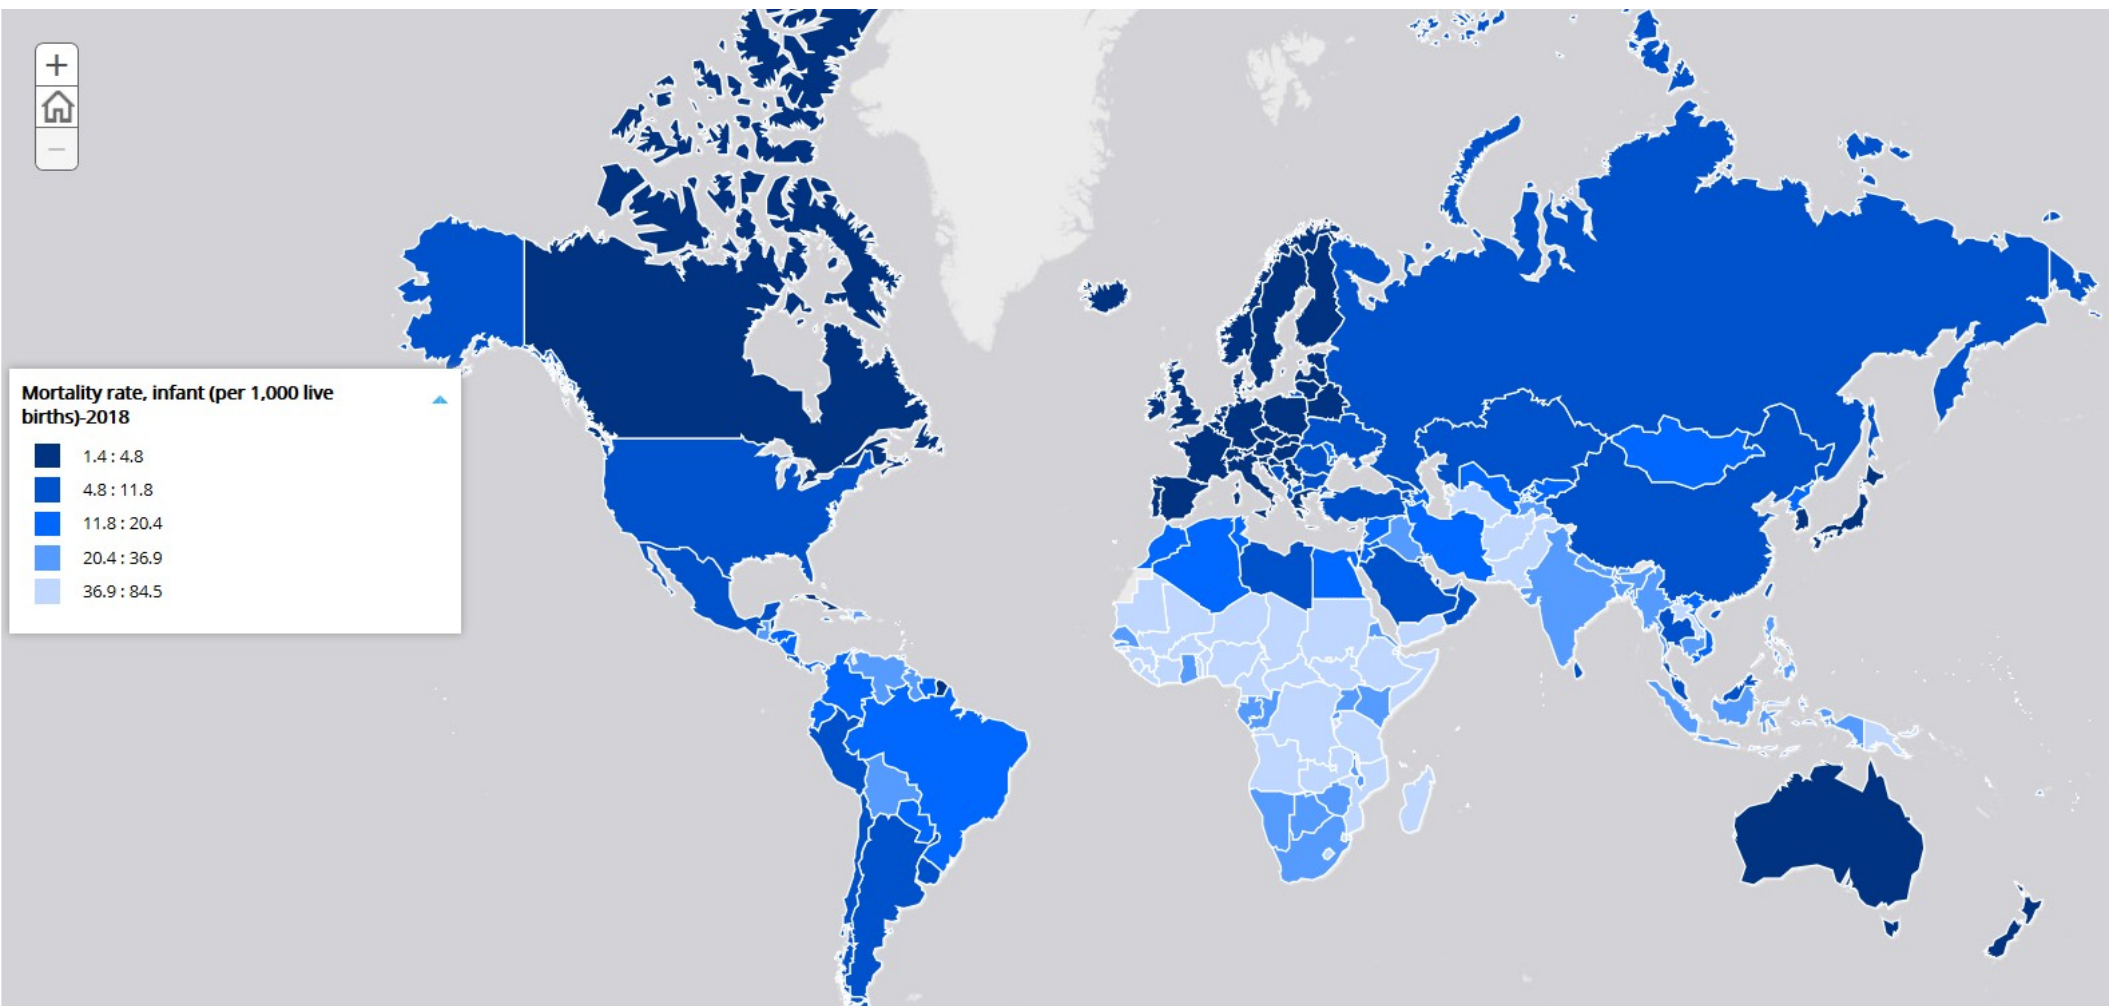 +
−
Mortality rate, infant (per 1,000 live
births)-2018
1.4 : 4.8
4.8 : 11.8
11.8 : 20.4
20.4 : 36.9
36.9 : 84.5